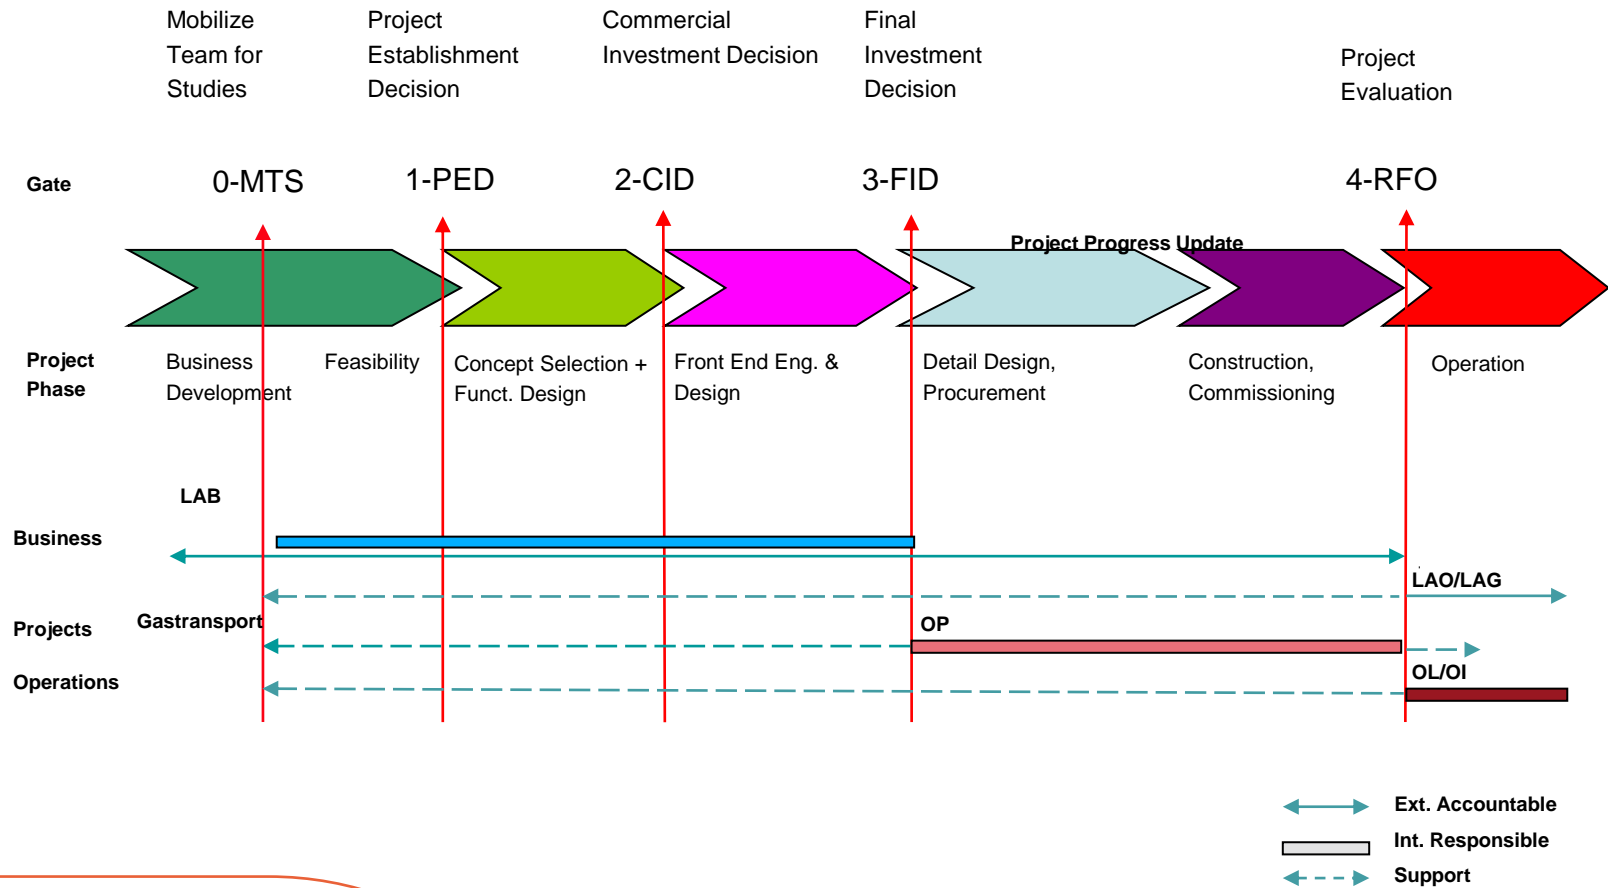 Mobilize
Team for
Studies
Project
Establishment
Decision
Commercial
Investment Decision
Final
Investment
Decision
Project
Evaluation
Gate
0-MTS
1-PED
2-CID
3-FID
4-RFO
Project Progress Update
Project
Phase
Business
Development
Feasibility
Concept Selection +
Funct. Design
Front End Eng. &
Design
Detail Design,
Procurement
Construction,
Commissioning
Operation
LAB
Business
LAO/LAG
Gastransport
Projects
OP
Operations
OL/OI
Ext. Accountable
Int. Responsible
Support